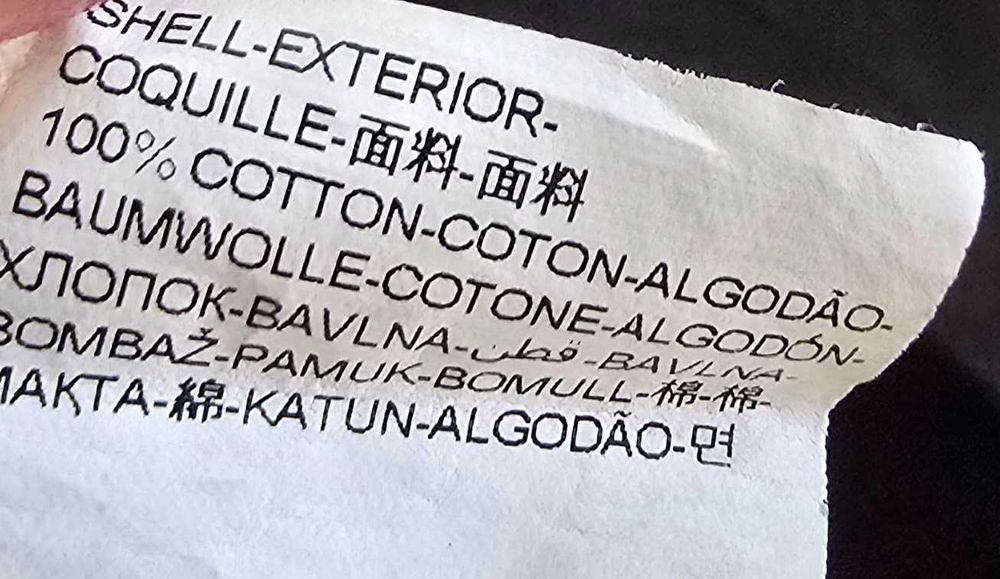 SHELL-EXTERIOR-
COQUILLE-面料-面料
100% COTTON-COTON-ALGODÃO-
BAUMWOLLE-COTONE-ALGODÓN-
ХЛОПОК-BAVLNA-قطن-BAVLNA-
BOMBAŽ-PAMUK-BOMULL-棉-棉-
MAKTA-綿-KATUN-ALGODÃO-면